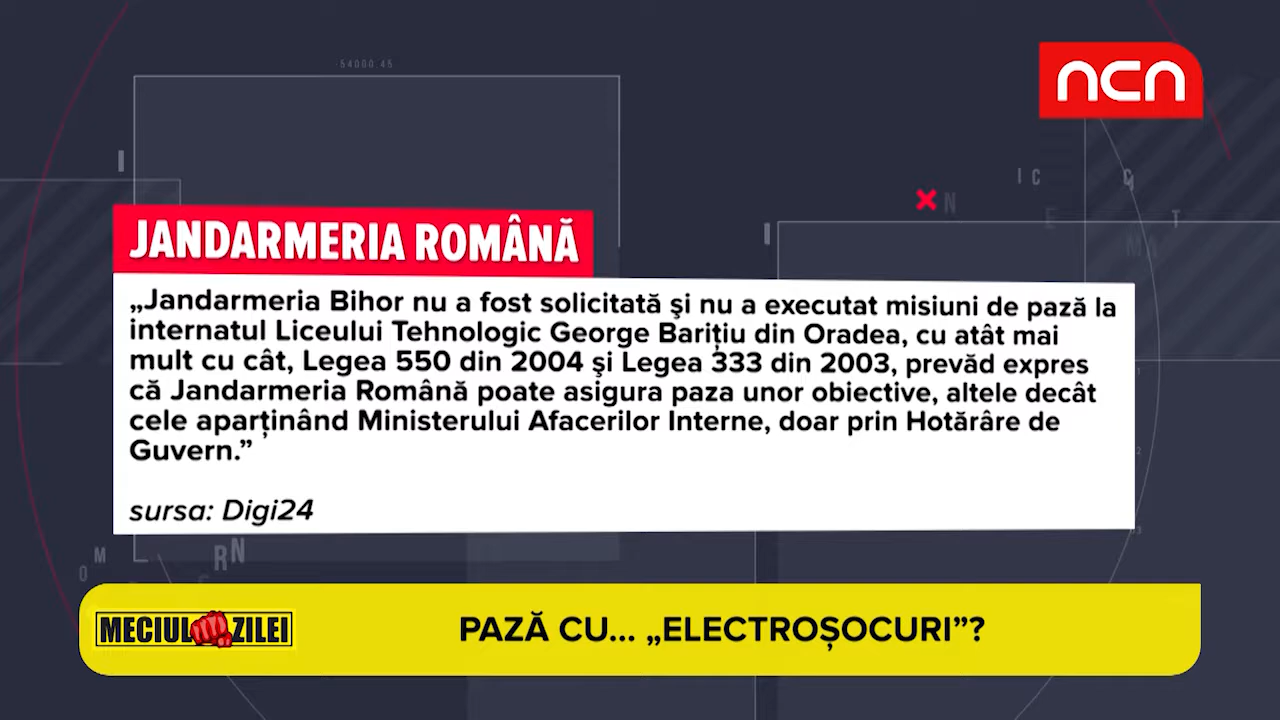 54000.45
ncn
JANDARMERIA ROMÂNĂ
„Jandarmeria Bihor nu a fost solicitată şi nu a executat misiuni de pază la
internatul Liceului Tehnologic George Barițiu din Oradea, cu atât mai
mult cu cât, Legea 550 din 2004 şi Legea 333 din 2003, prevăd expres
că Jandarmeria Română poate asigura paza unor obiective, altele decât
cele aparținând Ministerului Afacerilor Interne, doar prin Hotărâre de
Guvern.”
sursa: Digi24
MECIUL ZILEI
PAZĂ CU... „ELECTROȘOCURI”?